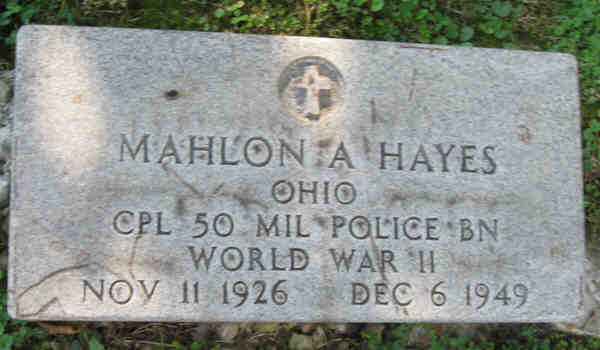 MAHLON A HAYES
OHIO
CPL 50 MIL POLICE BN
WORLD WAR II
NOV 11 1926 DEC 6 1949